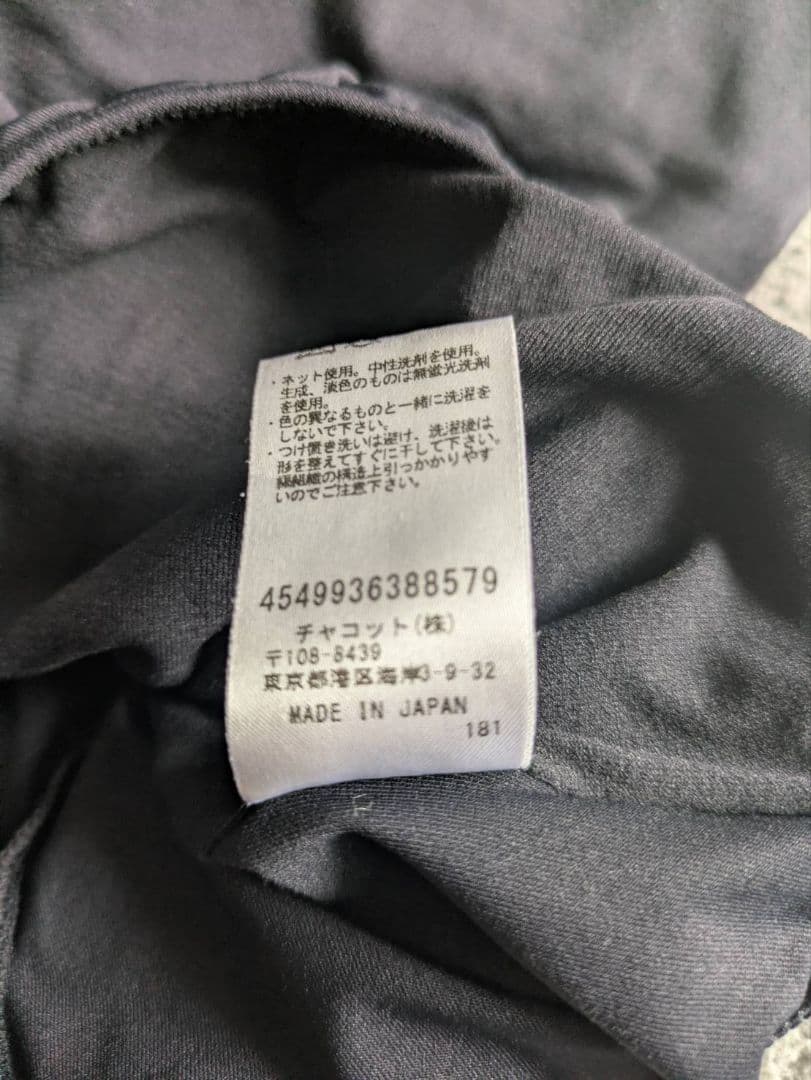 ・ネット使用。中性洗剤を使用。
生成、淡色のものは無蛍光洗剤
を使用。
・色の異なるものと一緒に洗濯を
しないで下さい。
・つけ置き洗いは避け、洗濯後は
形を整えてすぐに干して下さい。
編組織の構造上引っかかりやす
いのでご注意下さい。
4549936388579
チャコット(株)
〒108-8439
東京都港区海岸3-9-32
MADE IN JAPAN
181